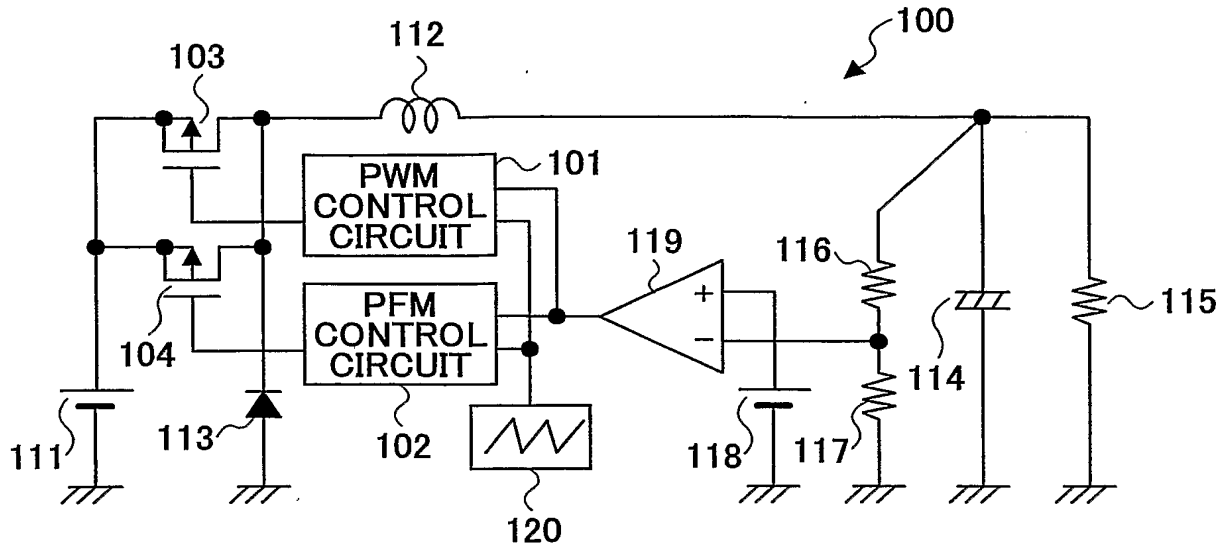 100
112
103
101
PWM
CONTROL
CIRCUIT
119
116
+
−
115
PFM
CONTROL
CIRCUIT
104
114
111
113
102
118
117
120